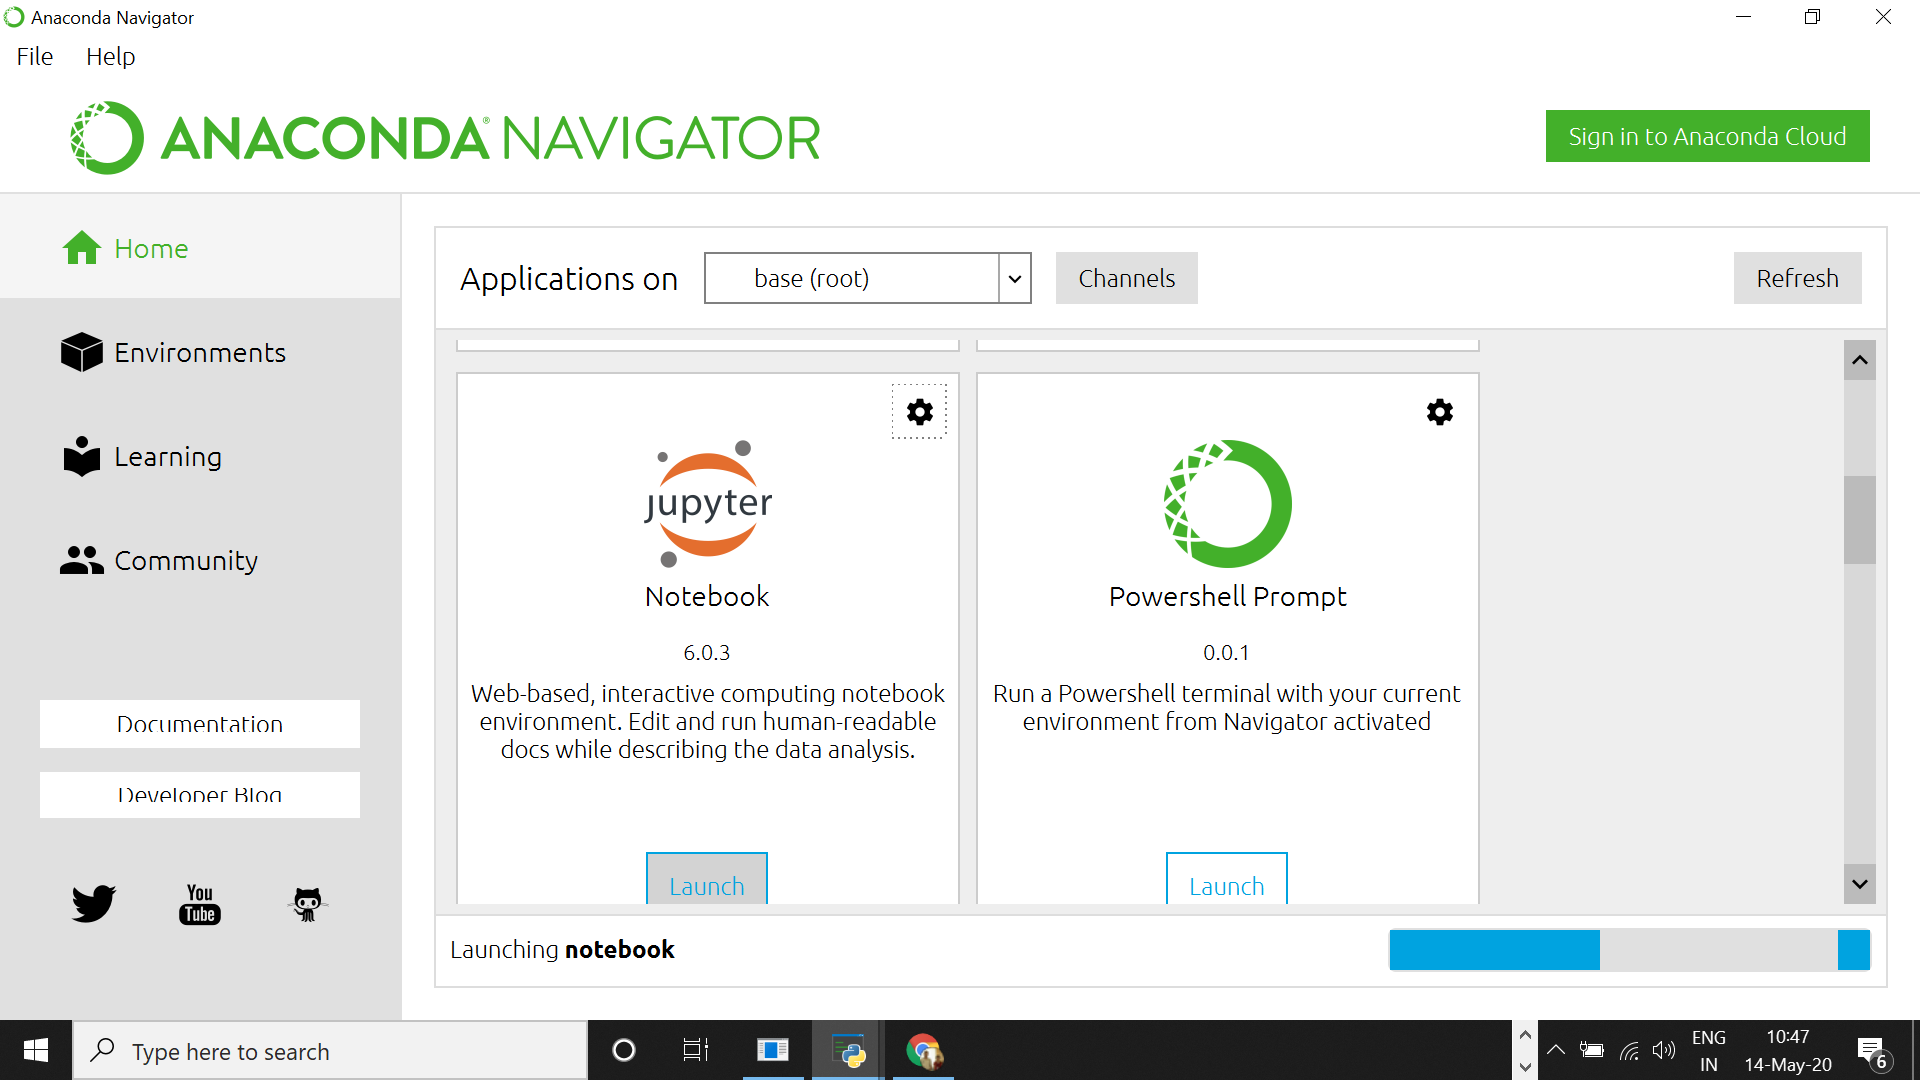 Anaconda Navigator
File Help
ANACONDA® NAVIGATOR
Sign in to Anaconda Cloud
Home
Environments
Learning
Community
Documentation
Developer Blog
You
Tube
Applications on base (root) Channels Refresh
jupyter
Notebook
6.0.3
Web-based, interactive computing notebook
environment. Edit and run human-readable
docs while describing the data analysis.
Launch
Powershell Prompt
0.0.1
Run a Powershell terminal with your current
environment from Navigator activated
Launch
Launching notebook
Type here to search
ENG
IN
10:47
14-May-20
6